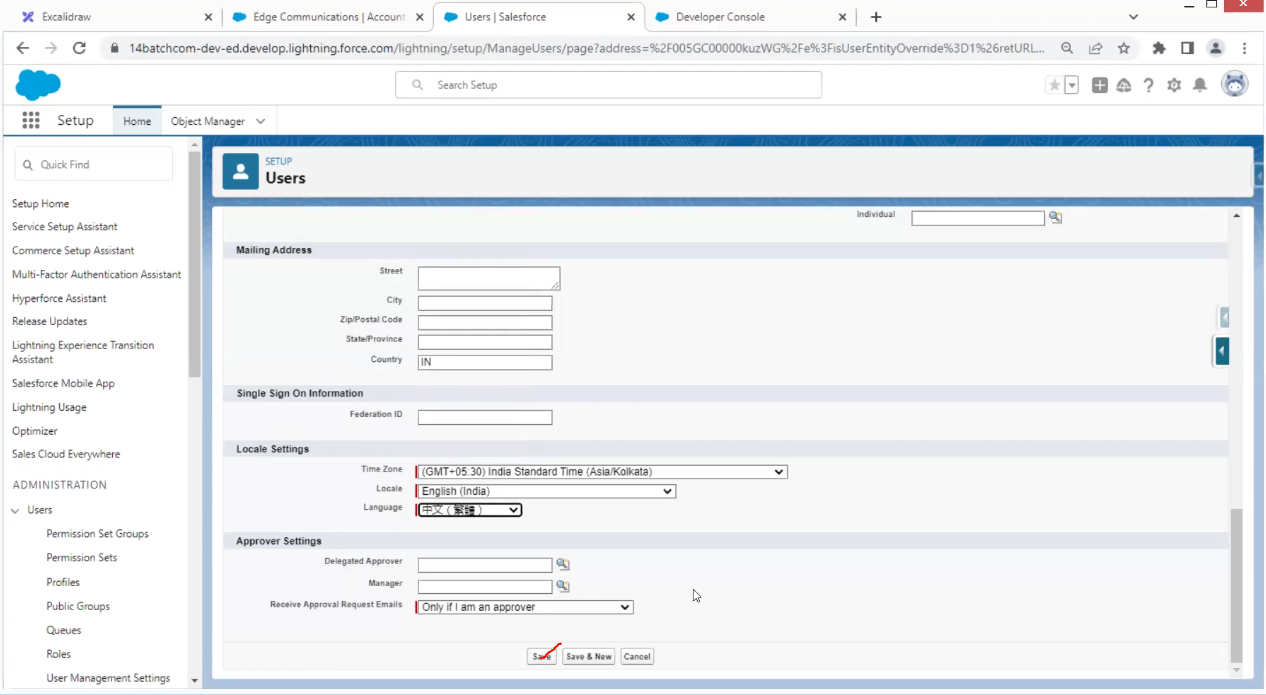 Excalidraw
Edge Communications | Account
Users | Salesforce
Developer Console
14batchcom-dev-ed.develop.lightning.force.com/lightning/setup/ManageUsers/page?address=%2F005GC00000kuzWG%2Fe%3FisUserEntityOverride%3D1%26retURL...
Search Setup
Setup
Home
Object Manager
Quick Find
Setup Home
Service Setup Assistant
Commerce Setup Assistant
Multi-Factor Authentication Assistant
Hyperforce Assistant
Release Updates
Lightning Experience Transition
Assistant
Salesforce Mobile App
Lightning Usage
Optimizer
Sales Cloud Everywhere
ADMINISTRATION
Users
Permission Set Groups
Permission Sets
Profiles
Public Groups
Queues
Roles
User Management Settings
SETUP
Users
Individual
Mailing Address
Street
City
Zip/Postal Code
State/Province
Country IN
Single Sign On Information
Federation ID
Locale Settings
Time Zone (GMT+05:30) India Standard Time (Asia/Kolkata)
Locale English (India)
Language 中文 ( 繁體 )
Approver Settings
Delegated Approver
Manager
Receive Approval Request Emails Only if I am an approver
Save Save & New Cancel